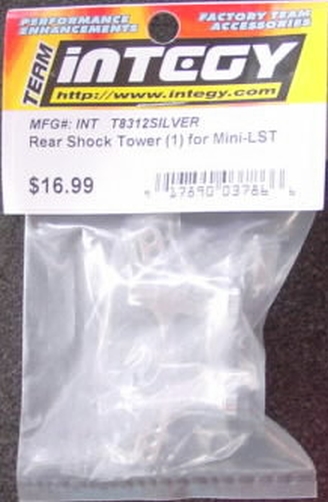 PERFORMANCE ENHANCEMENTS
FACTORY TEAM ACCESSORIES
TERM
iNTEGY
http://www.integy.com/
MFG#: INT T8312SILVER
Rear Shock Tower (1) for Mini-LST
$16.99